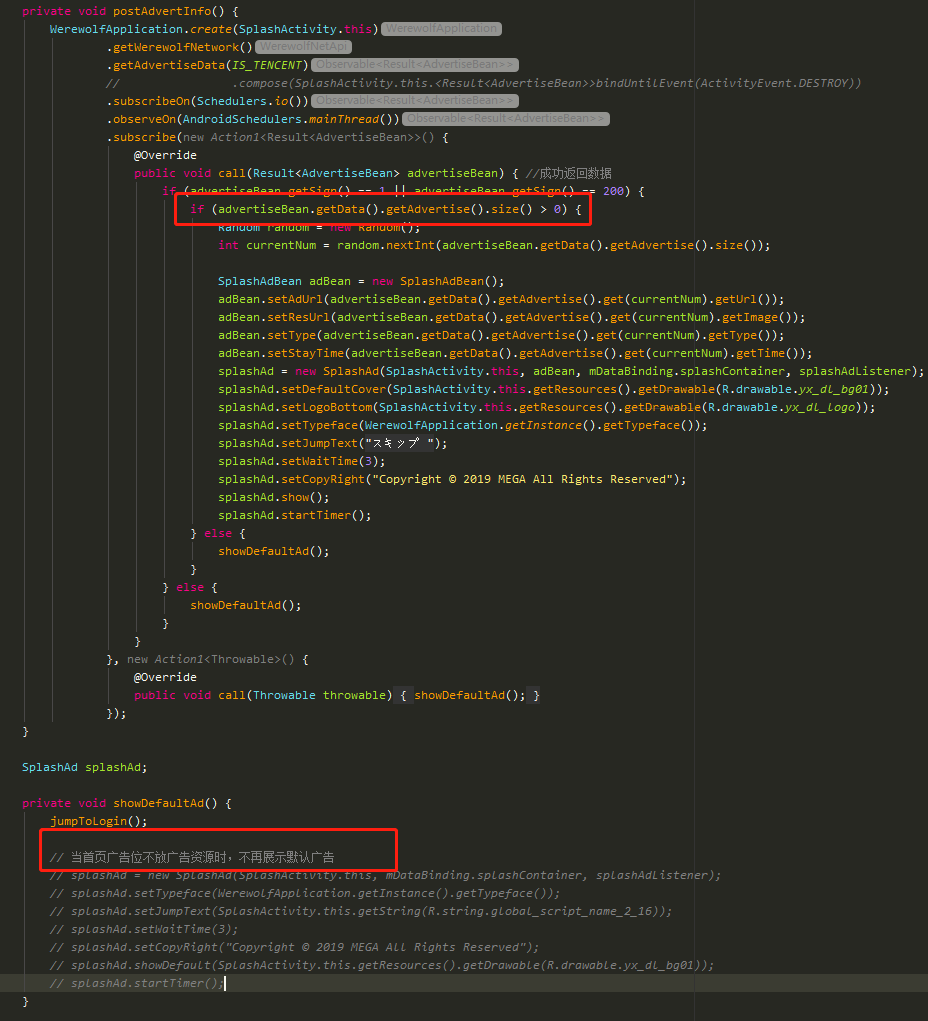 private void postAdvertInfo() {
WerewolfApplication.create(SplashActivity.this) WerewolfApplication
.getWerewolfNetwork() WerewolfNetApi
.getAdvertiseData(IS_TENCENT) Observable<Result<AdvertiseBean>>
// .compose(SplashActivity.this.<Result<AdvertiseBean>>bindUntilEvent(ActivityEvent.DESTROY))
.subscribeOn(Schedulers.io()) Observable<Result<AdvertiseBean>>
.observeOn(AndroidSchedulers.mainThread()) Observable<Result<AdvertiseBean>>
.subscribe(new Action1<Result<AdvertiseBean>>() {
@Override
public void call(Result<AdvertiseBean> advertiseBean) { //成功返回数据
if (advertiseBean.getSign() == 1 || advertiseBean.getSign() == 200) {
if (advertiseBean.getData().getAdvertise().size() > 0) {
Random random = new Random();
int currentNum = random.nextInt(advertiseBean.getData().getAdvertise().size());
SplashAdBean adBean = new SplashAdBean();
adBean.setAdUrl(advertiseBean.getData().getAdvertise().get(currentNum).getUrl());
adBean.setResUrl(advertiseBean.getData().getAdvertise().get(currentNum).getImage());
adBean.setType(advertiseBean.getData().getAdvertise().get(currentNum).getType());
adBean.setStayTime(advertiseBean.getData().getAdvertise().get(currentNum).getTime());
splashAd = new SplashAd(SplashActivity.this, adBean, mDataBinding.splashContainer, splashAdListener);
splashAd.setDefaultCover(SplashActivity.this.getResources().getDrawable(R.drawable.yx_dl_bg01));
splashAd.setLogoBottom(SplashActivity.this.getResources().getDrawable(R.drawable.yx_dl_logo));
splashAd.setTypeface(WerewolfApplication.getInstance().getTypeface());
splashAd.setJumpText("スキップ ");
splashAd.setWaitTime(3);
splashAd.setCopyRight("Copyright © 2019 MEGA All Rights Reserved");
splashAd.show();
splashAd.startTimer();
} else {
showDefaultAd();
}
} else {
showDefaultAd();
}
}
}, new Action1<Throwable>() {
@Override
public void call(Throwable throwable) { showDefaultAd(); }
});
}
SplashAd splashAd;
private void showDefaultAd() {
jumpToLogin();
// 当首页广告位不放广告资源时，不再展示默认广告
// splashAd = new SplashAd(SplashActivity.this, mDataBinding.splashContainer, splashAdListener);
// splashAd.setTypeface(WerewolfApplication.getInstance().getTypeface());
// splashAd.setJumpText(SplashActivity.this.getString(R.string.global_script_name_2_16));
// splashAd.setWaitTime(3);
// splashAd.setCopyRight("Copyright © 2019 MEGA All Rights Reserved");
// splashAd.showDefault(SplashActivity.this.getResources().getDrawable(R.drawable.yx_dl_bg01));
// splashAd.startTimer();
}